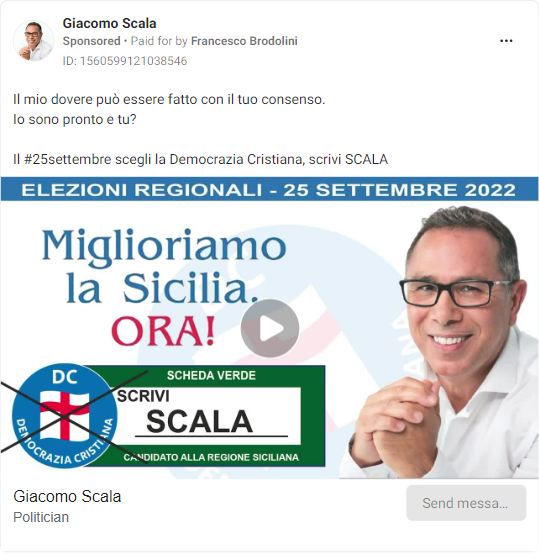 Giacomo Scala
Sponsored • Paid for by Francesco Brodolini
ID: 1560599121038546
Il mio dovere può essere fatto con il tuo consenso.
Io sono pronto e tu?
Il #25settembre scegli la Democrazia Cristiana, scrivi SCALA
ELEZIONI REGIONALI - 25 SETTEMBRE 2022
Miglioriamo
la Sicilia.
ORA!
DC
DEMOCRAZIA CRISTIANA
SCHEDA VERDE
SCRIVI
SCALA
CANDIDATO ALLA REGIONE SICILIANA
Giacomo Scala
Politician
Send messa...